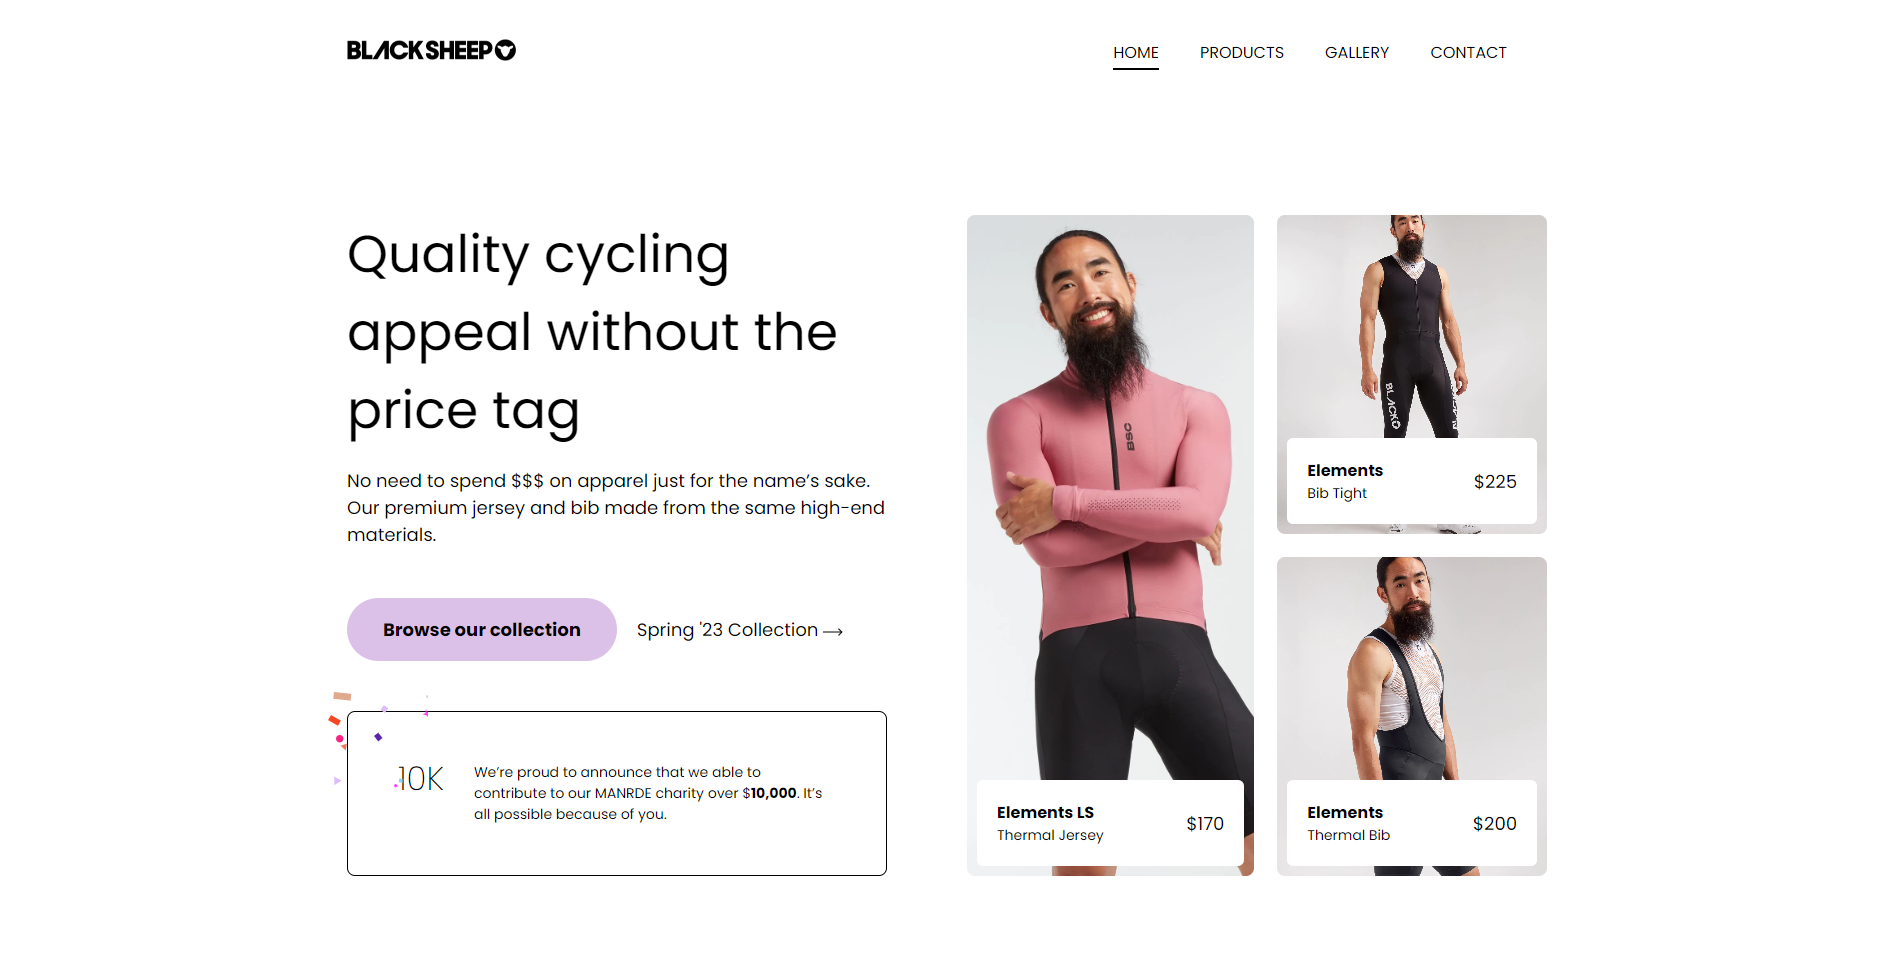 BLACK SHEEP
HOME PRODUCTS GALLERY CONTACT
Quality cycling
appeal without the
price tag
No need to spend $$$ on apparel just for the name’s sake.
Our premium jersey and bib made from the same high-end
materials.
Browse our collection
Spring '23 Collection
10K
We’re proud to announce that we able to
contribute to our MANRDE charity over $10,000. It’s
all possible because of you.
BSC
Elements LS
Thermal Jersey
$170
BLACK
BLACK
Elements
Bib Tight
$225
Elements
Thermal Bib
$200